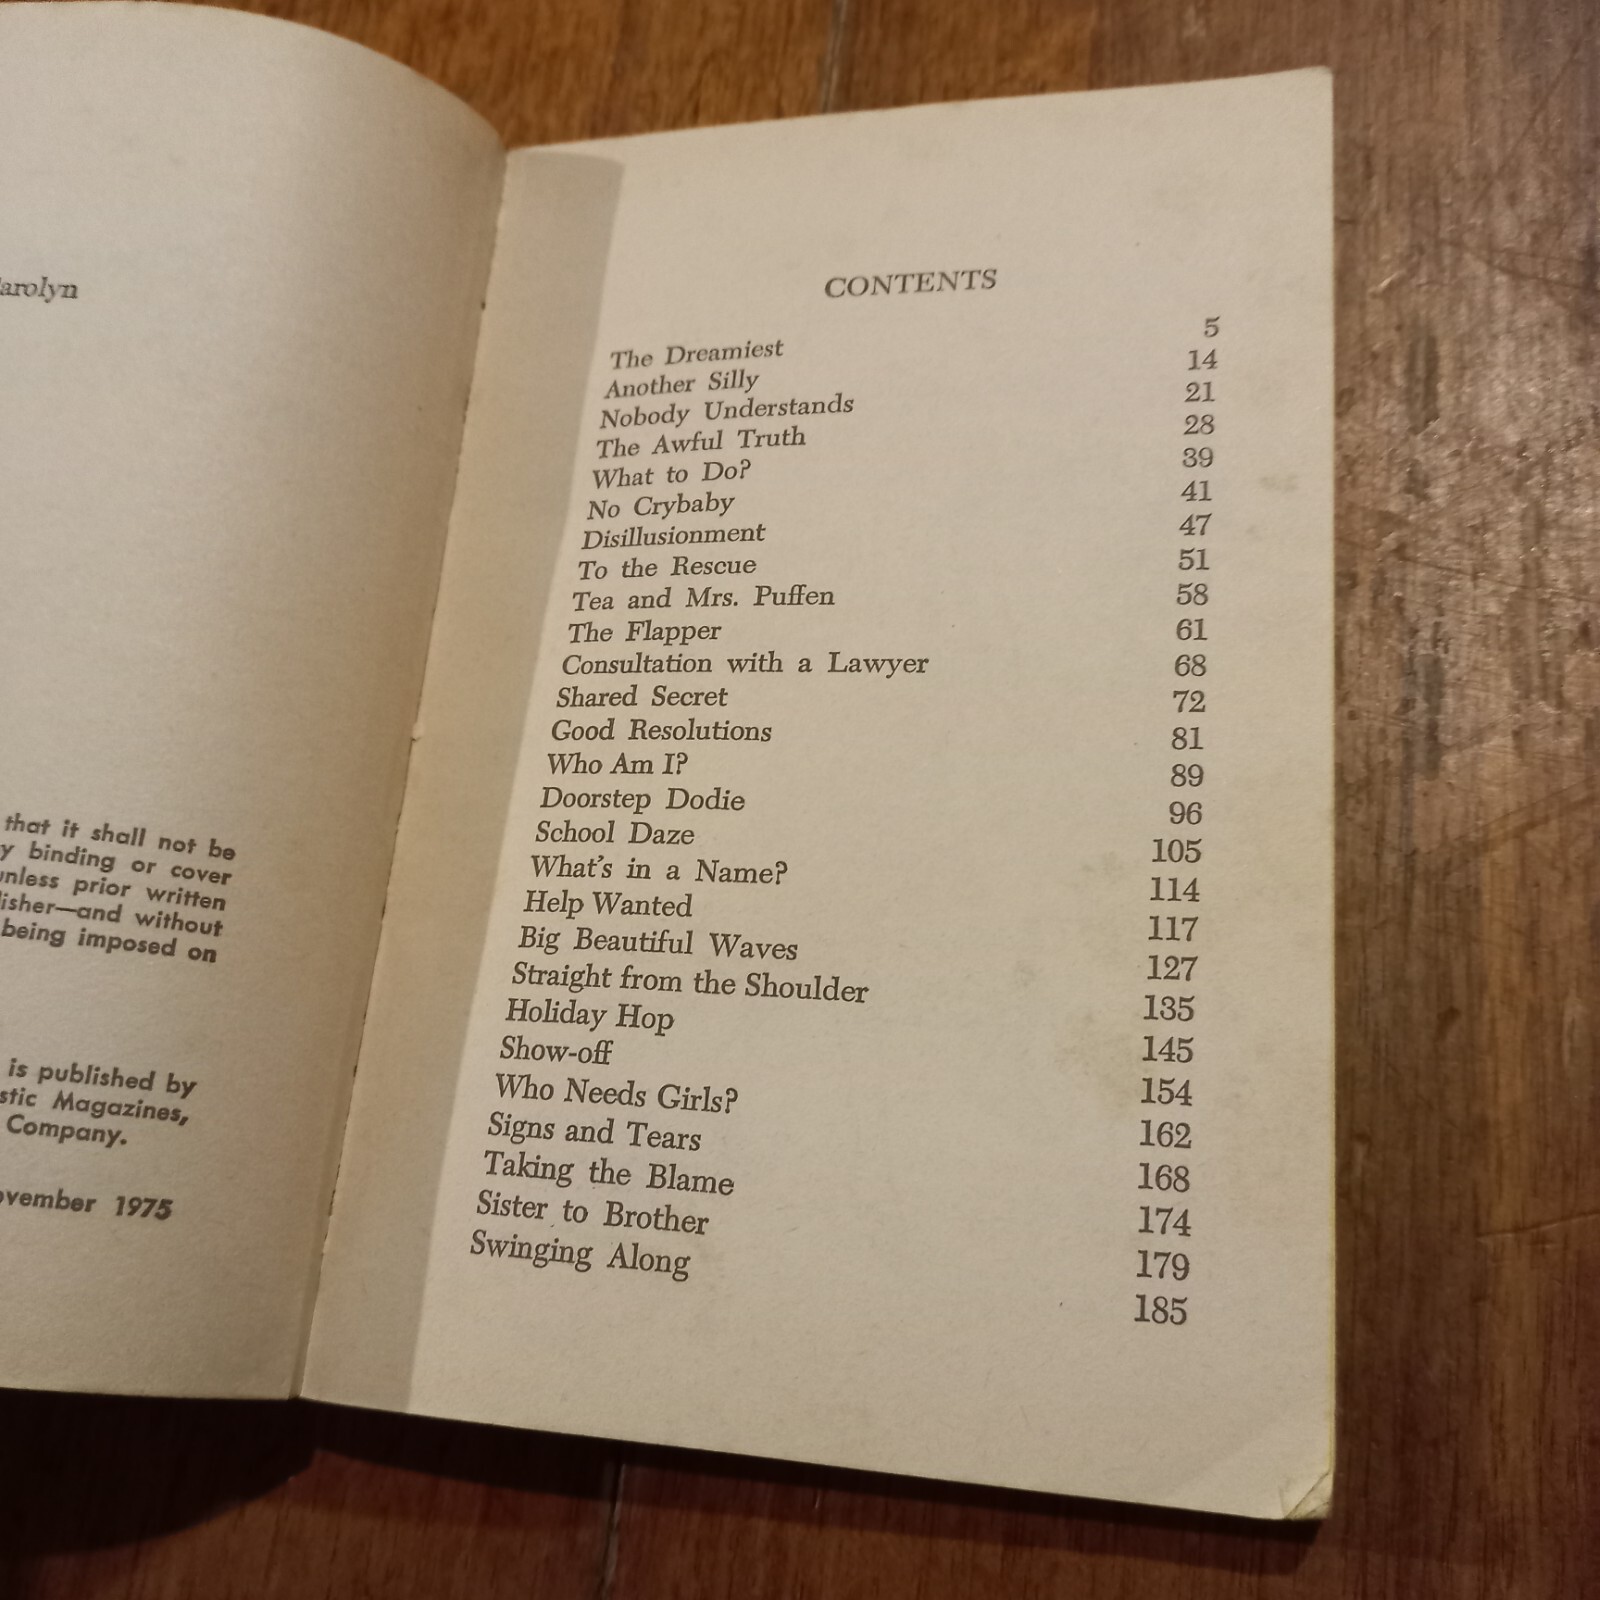 arolyn
that it shall not be
y binding or cover
nless prior written
lisher—and without
being imposed on
is published by
stic Magazines,
Company.
ovember 1975
CONTENTS
The Dreamiest 5
Another Silly 14
Nobody Understands 21
The Awful Truth 28
What to Do? 39
No Crybaby 41
Disillusionment 47
To the Rescue 51
Tea and Mrs. Puffen 58
The Flapper 61
Consultation with a Lawyer 68
Shared Secret 72
Good Resolutions 81
Who Am I? 89
Doorstep Dodie 96
School Daze 105
What's in a Name? 114
Help Wanted 117
Big Beautiful Waves 127
Straight from the Shoulder 135
Holiday Hop 145
Show-off 154
Who Needs Girls? 162
Signs and Tears 168
Taking the Blame 174
Sister to Brother 179
Swinging Along 185